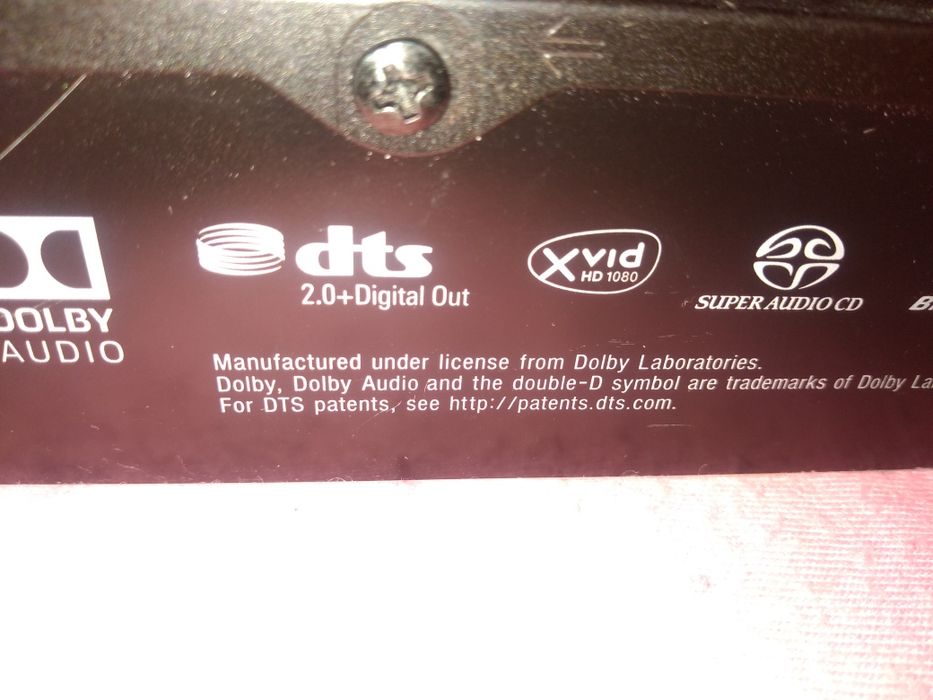 DOLBY
AUDIO
dts
2.0+Digital Out
Xvid
HD 1080
SUPER AUDIO CD
Manufactured under license from Dolby Laboratories.
Dolby, Dolby Audio and the double-D symbol are trademarks of Dolby La
For DTS patents, see http://patents.dts.com.